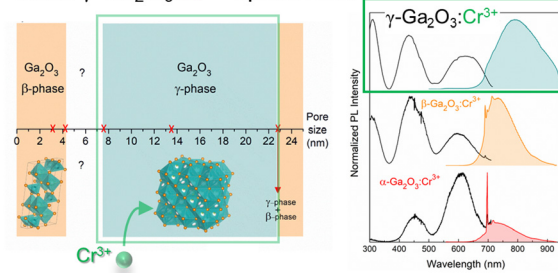 Ga2O3
β-phase
?
Ga2O3
γ-phase
Pore
size
(nm)
0 2 4 6 8 10 12 14 16 18 20 22 24
?
γ-phase
+
β-phase
Cr3+
γ-Ga2O3:Cr3+
β-Ga2O3:Cr3+
α-Ga2O3:Cr3+
Normalized PL Intensity
300 400 500 600 700 800 900
Wavelength (nm)